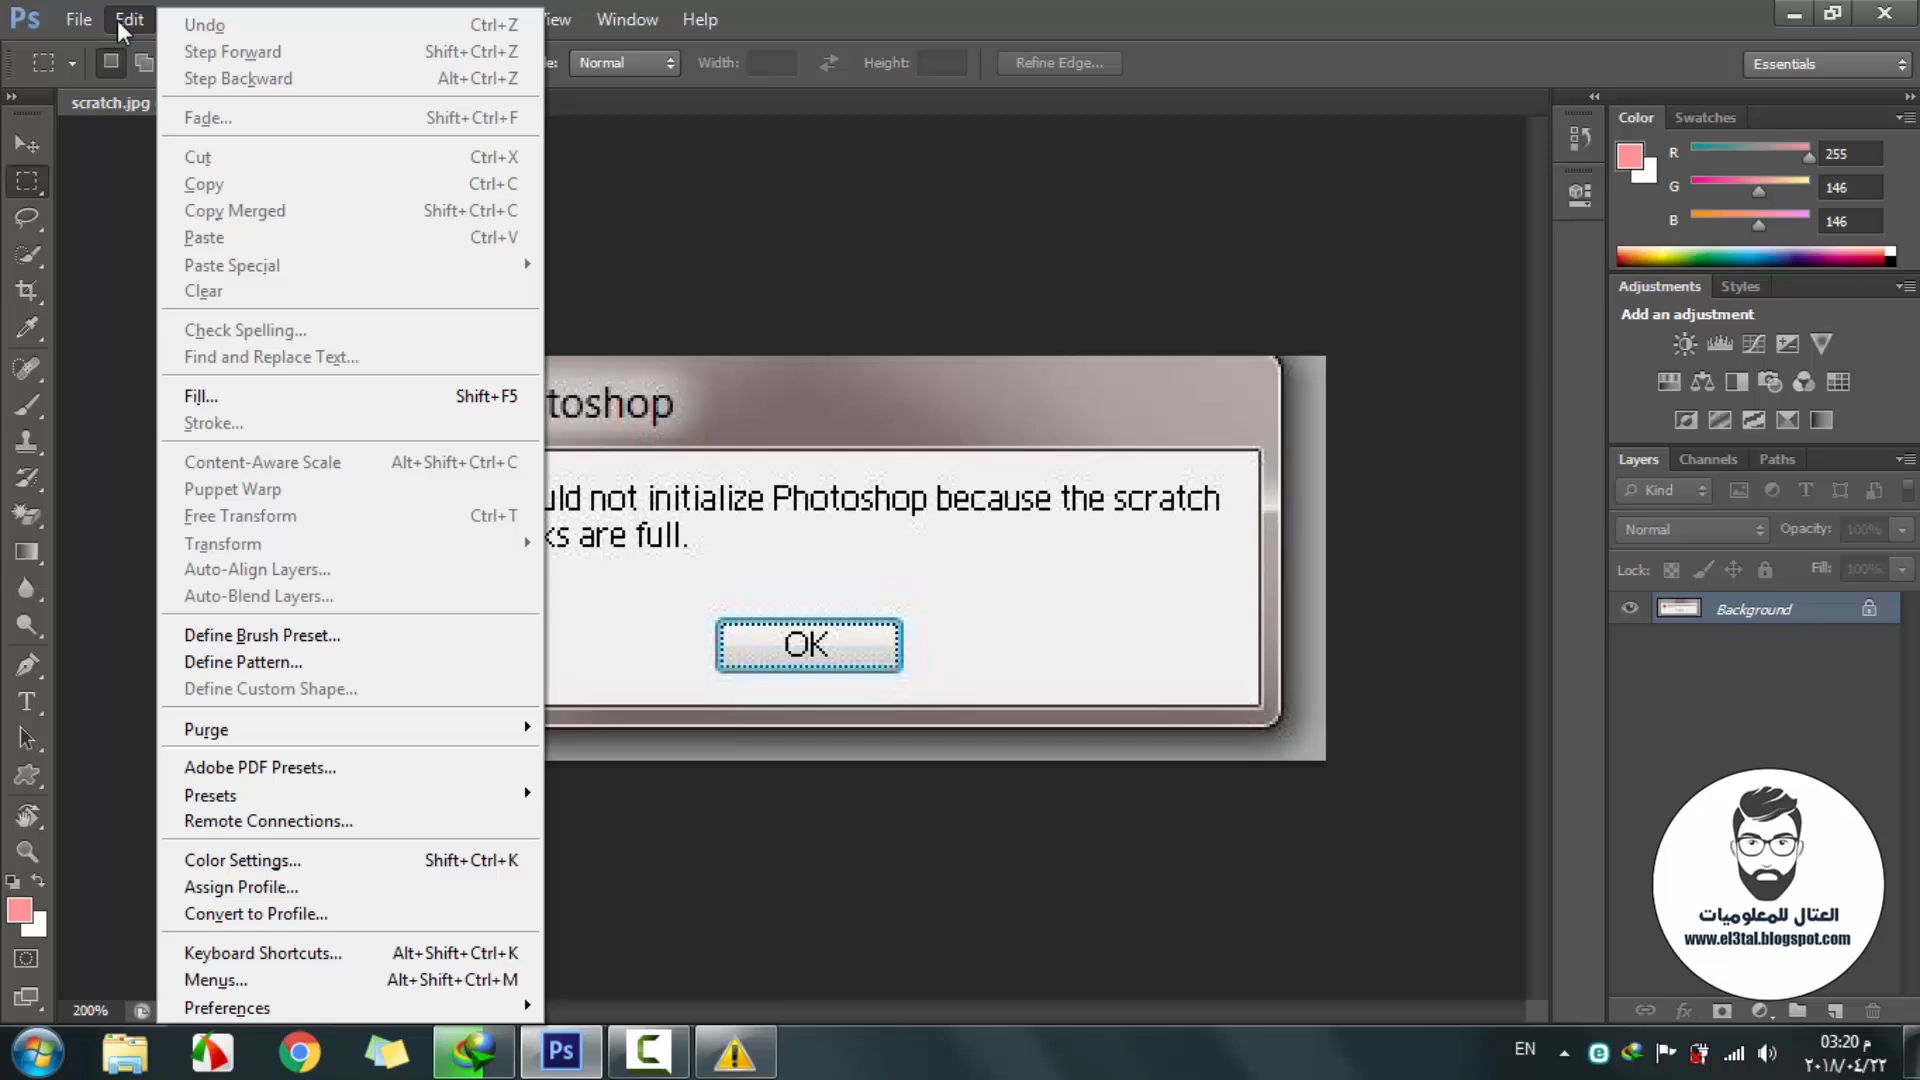 Ps File Edit View Window Help
Undo Ctrl+Z
Step Forward Shift+Ctrl+Z
Step Backward Alt+Ctrl+Z
Fade... Shift+Ctrl+F
Cut Ctrl+X
Copy Ctrl+C
Copy Merged Shift+Ctrl+C
Paste Ctrl+V
Paste Special
Clear
Check Spelling...
Find and Replace Text...
Fill... Shift+F5
Stroke...
Content-Aware Scale Alt+Shift+Ctrl+C
Puppet Warp
Free Transform Ctrl+T
Transform
Auto-Align Layers...
Auto-Blend Layers...
Define Brush Preset...
Define Pattern...
Define Custom Shape...
Purge
Adobe PDF Presets...
Presets
Remote Connections...
Color Settings... Shift+Ctrl+K
Assign Profile...
Convert to Profile...
Keyboard Shortcuts... Alt+Shift+Ctrl+K
Menus... Alt+Shift+Ctrl+M
Preferences
e: Normal Width: Height: Refine Edge... Essentials
scratch.jpg
toshop
uld not initialize Photoshop because the scratch
ks are full.
OK
Color Swatches
R 255
G 146
B 146
Adjustments Styles
Add an adjustment
Layers Channels Paths
Kind
Normal Opacity: 100%
Lock: Fill: 100%
Background
العتال للمعلوميات
www.el3tal.blogspot.com
200%
Ps
EN
03:20 م
٢٠١٨/٠٤/٢٢